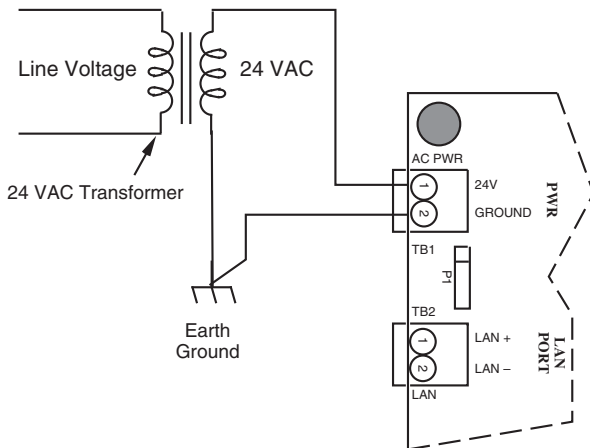 Line Voltage
24 VAC
24 VAC Transformer
Earth
Ground
AC PWR
1
24V
2
GROUND
PWR
TB1
P1
TB2
1
LAN +
2
LAN –
LAN
LAN
PORT